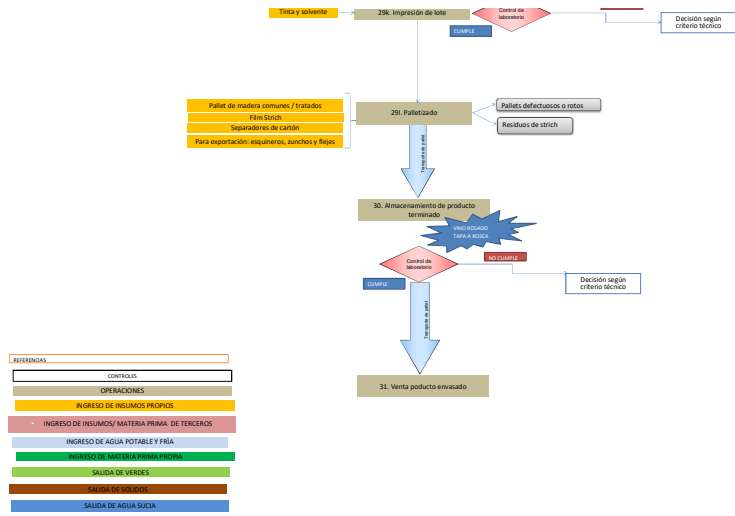 Tinta y solvente
29k. Impresión de lote
Control de
laboratorio
CUMPLE
Decisión según
criterio técnico
Pallet de madera comunes / tratados
Film Strich
Separadores de cartón
Para exportación: esquineros, zunchos y flejes
29l. Palletizado
Pallets defectuosos o rotos
Residuos de strich
Transporte de pallet
30. Almacenamiento de producto
terminado
VINO ROSADO
TAPA A ROSCA
Control de
laboratorio
NO CUMPLE
CUMPLE
Decisión según
criterio técnico
Transporte de pallet
31. Venta poducto envasado
REFERENCIAS
CONTROLES
OPERACIONES
INGRESO DE INSUMOS PROPIOS
• INGRESO DE INSUMOS/ MATERIA PRIMA DE TERCEROS
INGRESO DE AGUA POTABLE Y FRÍA
INGRESO DE MATERIA PRIMA PROPIA
SALIDA DE VERDES
SALIDA DE SÓLIDOS
SALIDA DE AGUA SUCIA